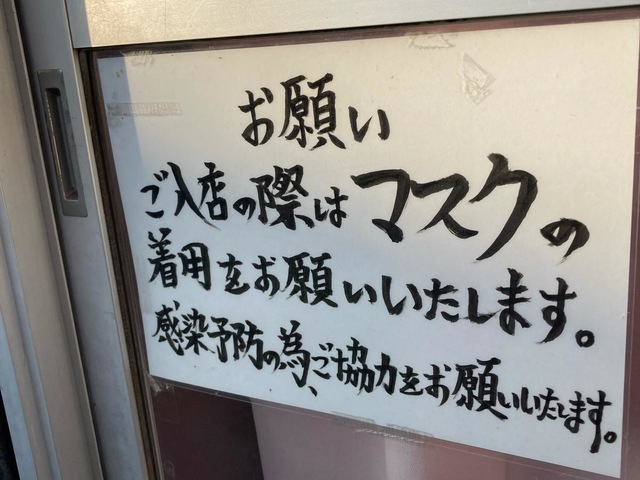 お願い
ご入店の際はマスクの
着用をお願いいたします。
感染予防の為、ご協力をお願いいたします。